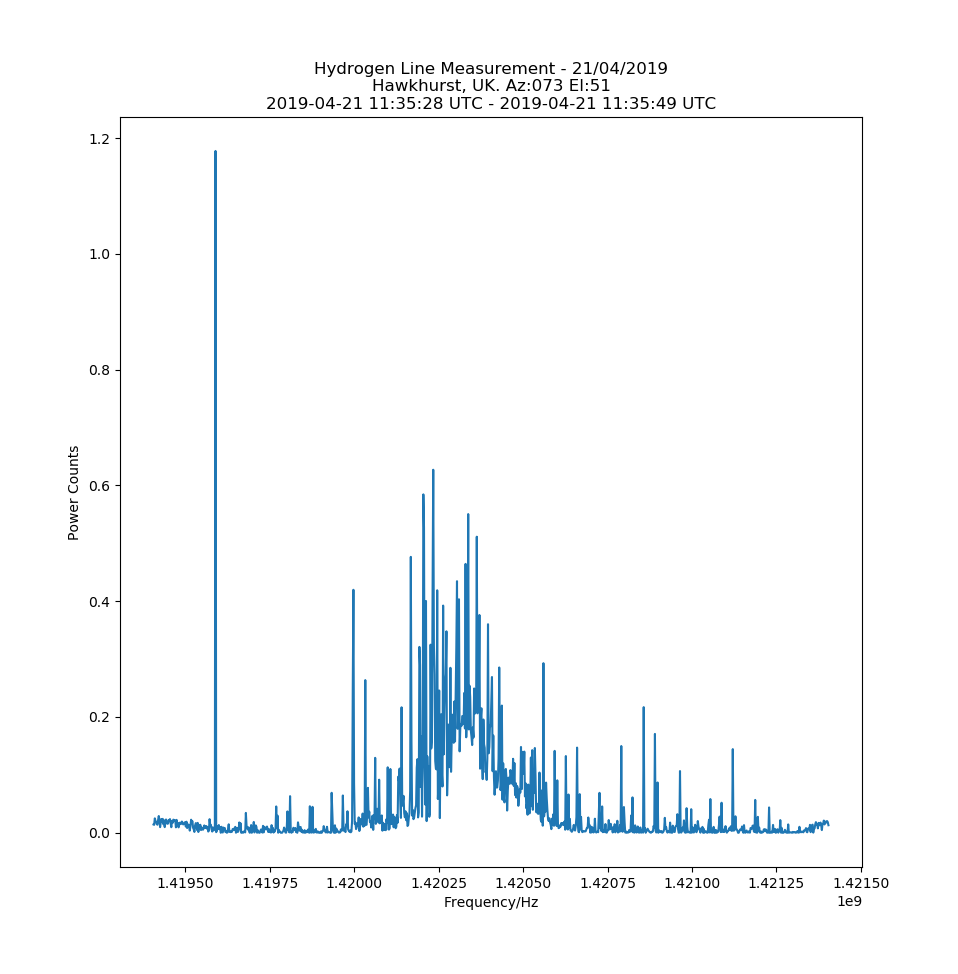 Hydrogen Line Measurement - 21/04/2019
Hawkhurst, UK. Az:073 El:51
2019-04-21 11:35:28 UTC - 2019-04-21 11:35:49 UTC
1.2
1.0
0.8
0.6
0.4
0.2
0.0
Power Counts
1.41950 1.41975 1.42000 1.42025 1.42050 1.42075 1.42100 1.42125 1.42150
Frequency/Hz
1e9